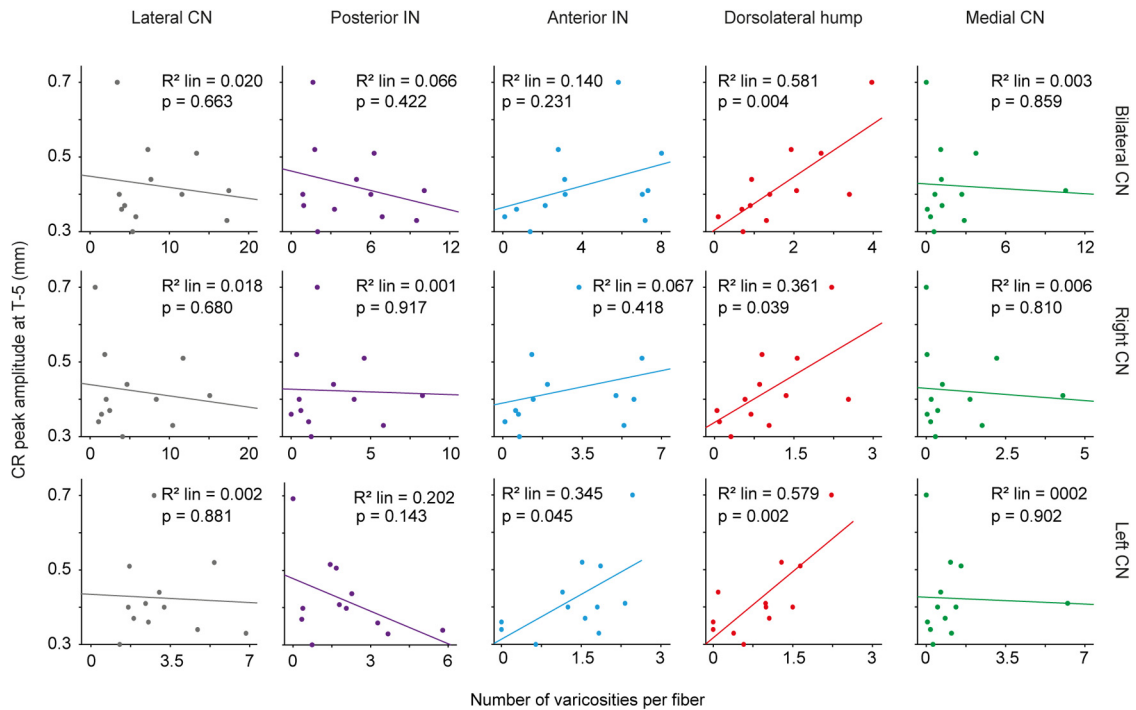 Lateral CN Posterior IN Anterior IN Dorsolateral hump Medial CN
CR peak amplitude at T-5 (mm)
0.7
0.5
0.3
R² lin = 0.020
p = 0.663
0 10 20
R² lin = 0.066
p = 0.422
0 6 12
R² lin = 0.140
p = 0.231
0 4 8
R² lin = 0.581
p = 0.004
0 2 4
R² lin = 0.003
p = 0.859
0 6 12
Bilateral CN
0.7
0.5
0.3
R² lin = 0.018
p = 0.680
0 10 20
R² lin = 0.001
p = 0.917
0 5 10
R² lin = 0.067
p = 0.418
0 3.5 7
R² lin = 0.361
p = 0.039
0 1.5 3
R² lin = 0.006
p = 0.810
0 2.5 5
Right CN
0.7
0.5
0.3
R² lin = 0.002
p = 0.881
0 3.5 7
R² lin = 0.202
p = 0.143
0 3 6
R² lin = 0.345
p = 0.045
0 1.5 3
R² lin = 0.579
p = 0.002
0 1.5 3
R² lin = 0002
p = 0.902
0 3.5 7
Left CN
Number of varicosities per fiber